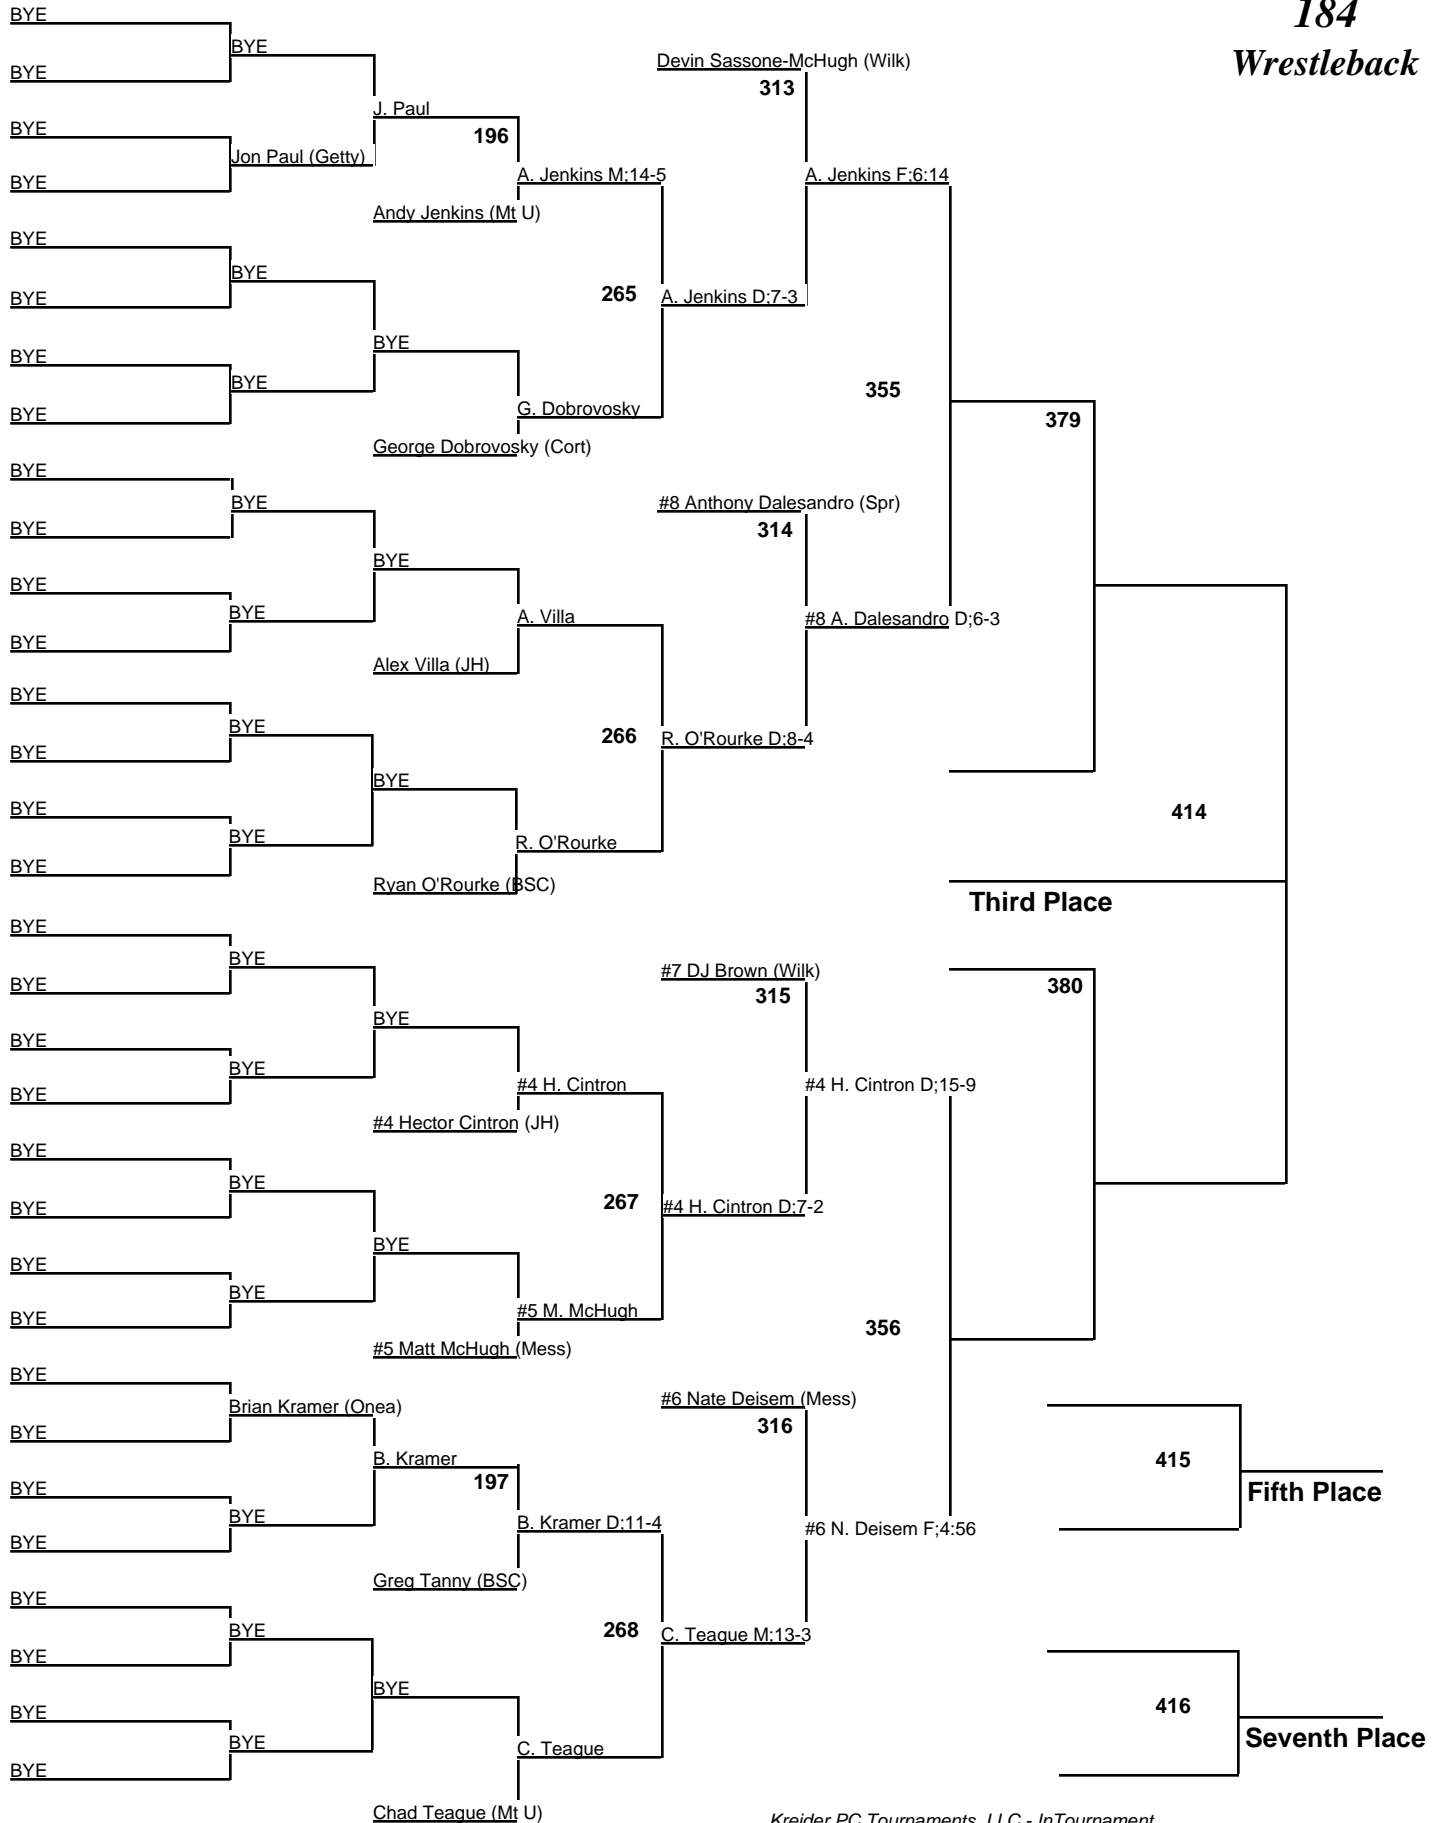 184
Wrestleback
BYE
BYE
BYE
Devin Sassone-McHugh (Wilk)
313
J. Paul
BYE
196
Jon Paul (Getty)
BYE
A. Jenkins M;14-5
A. Jenkins F;6:14
Andy Jenkins (Mt U)
BYE
BYE
BYE
265
A. Jenkins D;7-3
BYE
BYE
BYE
355
BYE
G. Dobrovosky
379
George Dobrovosky (Cort)
BYE
BYE
#8 Anthony Dalesandro (Spr)
BYE
314
BYE
BYE
BYE
A. Villa
#8 A. Dalesandro D;6-3
BYE
Alex Villa (JH)
BYE
BYE
266
R. O'Rourke D;8-4
BYE
BYE
BYE
414
BYE
R. O'Rourke
BYE
Ryan O'Rourke (BSC)
Third Place
BYE
BYE
#7 DJ Brown (Wilk)
BYE
315
380
BYE
BYE
BYE
#4 H. Cintron
#4 H. Cintron D;15-9
BYE
#4 Hector Cintron (JH)
BYE
BYE
267
#4 H. Cintron D;7-2
BYE
BYE
BYE
BYE
#5 M. McHugh
BYE
356
#5 Matt McHugh (Mess)
BYE
Brian Kramer (Onea)
#6 Nate Deisem (Mess)
BYE
316
B. Kramer
415
197
BYE
Fifth Place
BYE
B. Kramer D;11-4
#6 N. Deisem F;4:56
BYE
Greg Tanny (BSC)
BYE
BYE
268
C. Teague M;13-3
BYE
BYE
416
BYE
BYE
C. Teague
Seventh Place
BYE
Chad Teague (Mt U)
Kreider PC Tournaments, LLC - InTournament